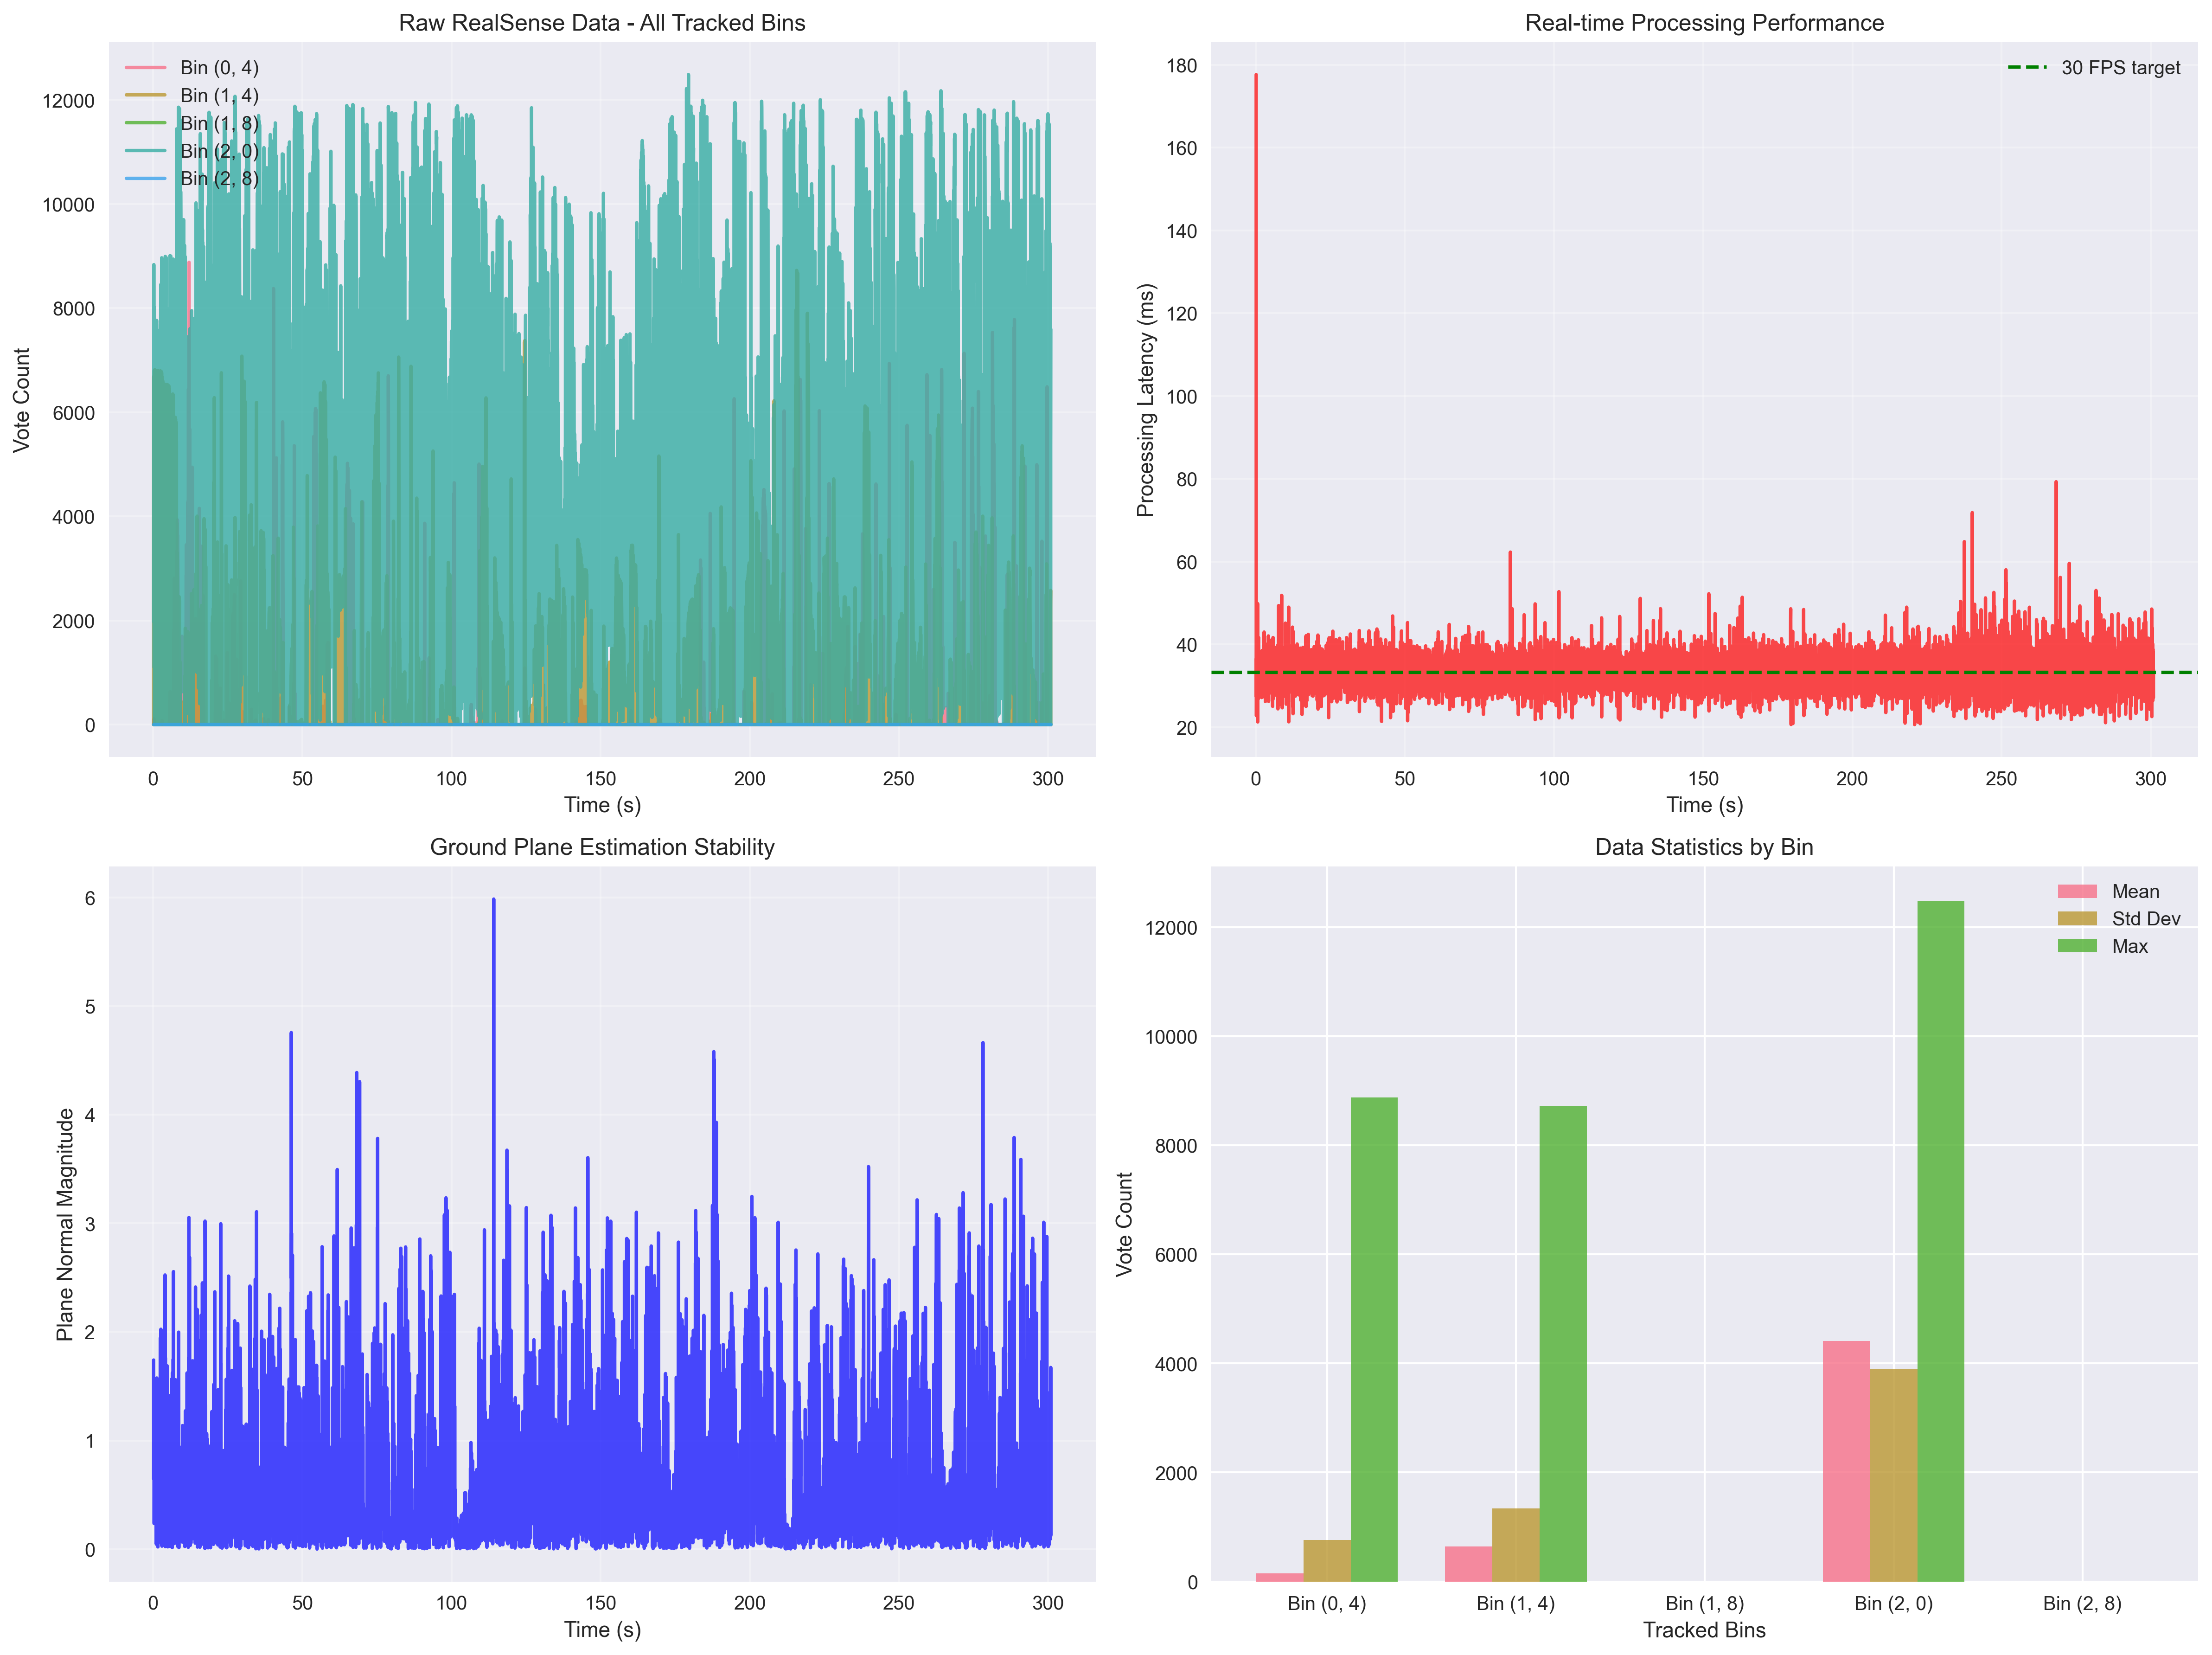 Raw RealSense Data - All Tracked Bins
Bin (0, 4)
Bin (1, 4)
Bin (1, 8)
Bin (2, 0)
Bin (2, 8)
Vote Count
12000
10000
8000
6000
4000
2000
0
0 50 100 150 200 250 300
Time (s)
Real-time Processing Performance
30 FPS target
Processing Latency (ms)
180
160
140
120
100
80
60
40
20
0 50 100 150 200 250 300
Time (s)
Ground Plane Estimation Stability
Plane Normal Magnitude
6
5
4
3
2
1
0
0 50 100 150 200 250 300
Time (s)
Data Statistics by Bin
Mean
Std Dev
Max
Vote Count
12000
10000
8000
6000
4000
2000
0
Bin (0, 4) Bin (1, 4) Bin (1, 8) Bin (2, 0) Bin (2, 8)
Tracked Bins